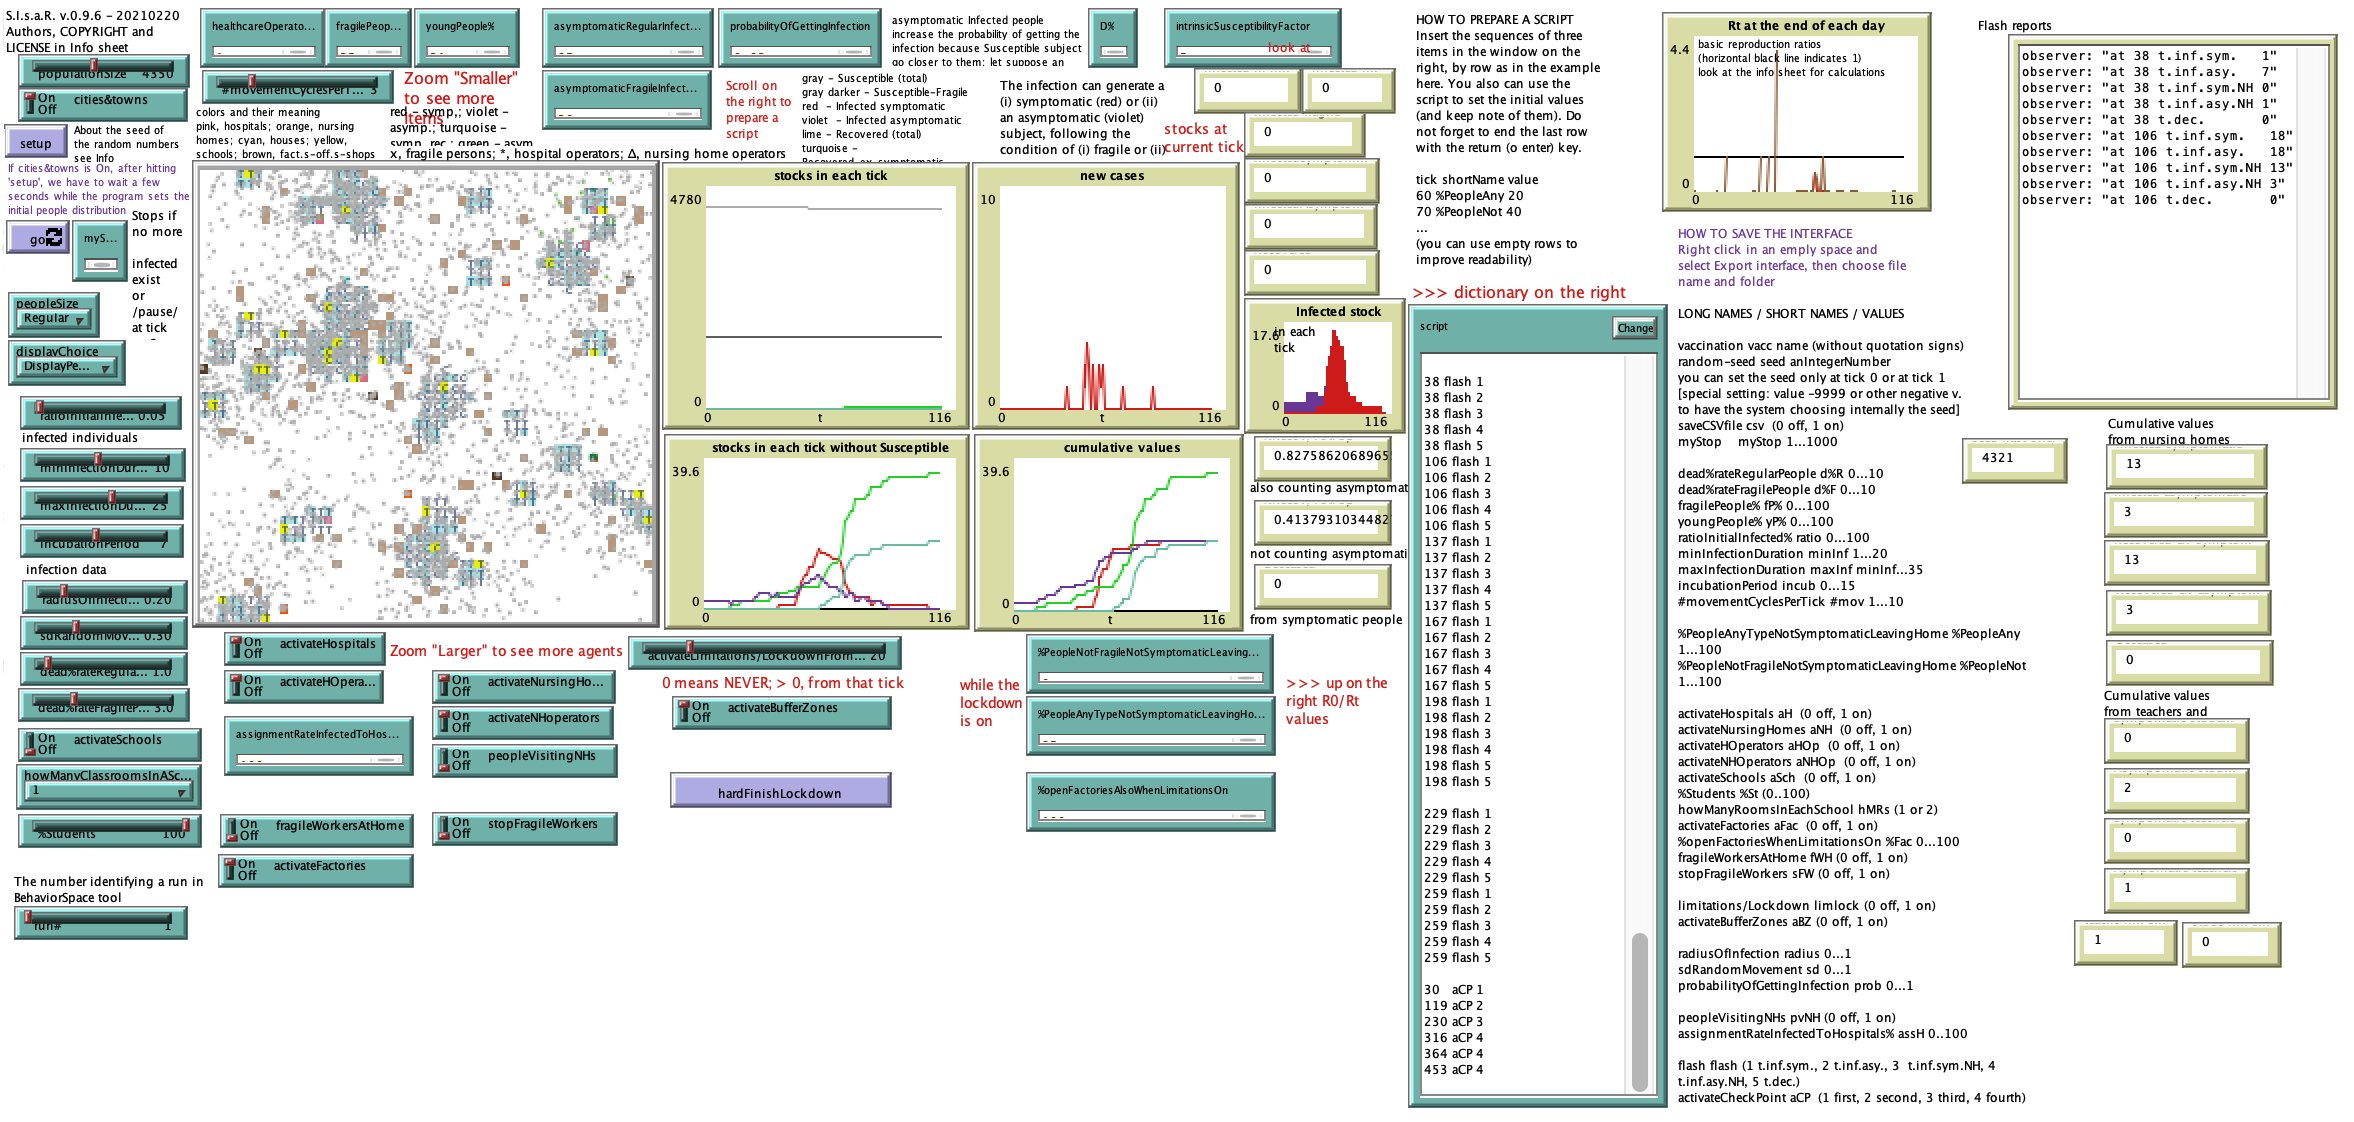 S.I.s.a.R. v.0.9.6 - 20210220
Authors, COPYRIGHT and
LICENSE in Info sheet
populationSize 4350
On
Off
cities&towns
setup
About the seed of
the random numbers
see Info
If cities&towns is On, after hitting
'setup', we have to wait a few
seconds while the program sets the
initial people distribution
go
myS...
Stops if
no more
infected
exist
or
/pause/
at tick
peopleSize
Regular
displayChoice
DisplayPe...
ratioInitialInfe... 0.05
infected individuals
minInfectionDur... 10
maxInfectionDu... 25
incubationPeriod 7
infection data
radiusOfInfecti... 0.20
sdRandomMov... 0.30
dead%rateRegula... 1.0
dead%rateFragileP... 3.0
On
Off
activateSchools
howManyClassroomsInASc...
1
%Students 100
The number identifying a run in
BehaviorSpace tool
run# 1
healthcareOperato...
fragilePeop...
youngPeople%
#movementCyclesPerT... 3
Zoom "Smaller"
to see more
items
colors and their meaning
pink, hospitals; orange, nursing
homes; cyan, houses; yellow,
schools; brown, fact.s-off.s-shops
red - symp,; violet -
asymp.; turquoise -
symp. rec.; green - asym
x, fragile persons; *, hospital operators; Δ, nursing home operators
asymptomaticRegularInfect...
probabilityOfGettingInfection
asymptomaticFragileInfect...
Scroll on
the right to
prepare a
script
asymptomatic Infected people
increase the probability of getting the
infection because Susceptible subject
go closer to them: let suppose an
gray - Susceptible (total)
gray darker - Susceptible-Fragile
red - Infected symptomatic
violet - Infected asymptomatic
lime - Recovered (total)
turquoise -
Recovered ex symptomatic
D%
intrinsicSusceptibilityFactor
look at
The infection can generate a
(i) symptomatic (red) or (ii)
an asymptomatic (violet)
subject, following the
condition of (i) fragile or (ii)
stocks at
current tick
0
0
0
0
0
0
stocks in each tick
4780
0
0
t
116
new cases
10
0
0
t
116
Infected stock
in each
tick
17.6
0
0
116
stocks in each tick without Susceptible
39.6
0
0
116
cumulative values
39.6
0
0
t
116
0.8275862068965
also counting asymptomat
0.4137931034482
not counting asymptomati
0
from symptomatic people
On
Off
activateHospitals
Zoom "Larger" to see more agents
On
Off
activateHOpera...
assignmentRateInfectedToHos...
On
Off
fragileWorkersAtHome
On
Off
activateFactories
On
Off
activateNursingHo...
On
Off
activateNHoperators
On
Off
peopleVisitingNHs
On
Off
stopFragileWorkers
activateLimitations/LockdownFrom... 20
0 means NEVER; > 0, from that tick
On
Off
activateBufferZones
hardFinishLockdown
while the
lockdown
is on
%PeopleNotFragileNotSymptomaticLeaving...
%PeopleAnyTypeNotSymptomaticLeavingHo...
%openFactoriesAlsoWhenLimitationsOn
>>> up on the
right R0/Rt
values
HOW TO PREPARE A SCRIPT
Insert the sequences of three
items in the window on the
right, by row as in the example
here. You also can use the
script to set the initial values
(and keep note of them). Do
not forget to end the last row
with the return (o enter) key.
tick shortName value
60 %PeopleAny 20
70 %PeopleNot 40
...
(you can use empty rows to
improve readability)
>>> dictionary on the right
script
Change
38 flash 1
38 flash 2
38 flash 3
38 flash 4
38 flash 5
106 flash 1
106 flash 2
106 flash 3
106 flash 4
106 flash 5
137 flash 1
137 flash 2
137 flash 3
137 flash 4
137 flash 5
167 flash 1
167 flash 2
167 flash 3
167 flash 4
167 flash 5
198 flash 1
198 flash 2
198 flash 3
198 flash 4
198 flash 5
229 flash 1
229 flash 2
229 flash 3
229 flash 4
229 flash 5
259 flash 1
259 flash 2
259 flash 3
259 flash 4
259 flash 5
30 aCP 1
119 aCP 2
230 aCP 3
316 aCP 4
364 aCP 4
453 aCP 4
Rt at the end of each day
4.4
basic reproduction ratios
(horizontal black line indicates 1)
look at the info sheet for calculations
0
0
116
HOW TO SAVE THE INTERFACE
Right click in an emply space and
select Export interface, then choose file
name and folder
LONG NAMES / SHORT NAMES / VALUES
vaccination vacc name (without quotation signs)
random-seed seed anIntegerNumber
you can set the seed only at tick 0 or at tick 1
[special setting: value -9999 or other negative v.
to have the system choosing internally the seed]
saveCSVfile csv (0 off, 1 on)
myStop myStop 1...1000
dead%rateRegularPeople d%R 0...10
dead%rateFragilePeople d%F 0...10
fragilePeople% fP% 0...100
youngPeople% yP% 0...100
ratioInitialInfected% ratio 0...100
minInfectionDuration minInf 1...20
maxInfectionDuration maxInf minInf...35
incubationPeriod incub 0...15
#movementCyclesPerTick #mov 1...10
%PeopleAnyTypeNotSymptomaticLeavingHome %PeopleAny
1...100
%PeopleNotFragileNotSymptomaticLeavingHome %PeopleNot
1...100
activateHospitals aH (0 off, 1 on)
activateNursingHomes aNH (0 off, 1 on)
activateHOperators aHOp (0 off, 1 on)
activateNHOperators aNHOp (0 off, 1 on)
activateSchools aSch (0 off, 1 on)
%Students %St (0..100)
howManyRoomsInEachSchool hMRs (1 or 2)
activateFactories aFac (0 off, 1 on)
%openFactoriesWhenLimitationsOn %Fac 0...100
fragileWorkersAtHome fWH (0 off, 1 on)
stopFragileWorkers sFW (0 off, 1 on)
limitations/Lockdown limlock (0 off, 1 on)
activateBufferZones aBZ (0 off, 1 on)
radiusOfInfection radius 0...1
sdRandomMovement sd 0...1
probabilityOfGettingInfection prob 0...1
peopleVisitingNHs pvNH (0 off, 1 on)
assignmentRateInfectedToHospitals% assH 0..100
flash flash (1 t.inf.sym., 2 t.inf.asy., 3 t.inf.sym.NH, 4
t.inf.asy.NH, 5 t.dec.)
activateCheckPoint aCP (1 first, 2 second, 3 third, 4 fourth)
Flash reports
observer: "at 38 t.inf.sym. 1"
observer: "at 38 t.inf.asy. 7"
observer: "at 38 t.inf.sym.NH 0"
observer: "at 38 t.inf.asy.NH 1"
observer: "at 38 t.dec. 0"
observer: "at 106 t.inf.sym. 18"
observer: "at 106 t.inf.asy. 18"
observer: "at 106 t.inf.sym.NH 13"
observer: "at 106 t.inf.asy.NH 3"
observer: "at 106 t.dec. 0"
4321
Cumulative values
from nursing homes
13
3
13
3
0
Cumulative values
from teachers and
0
2
0
1
1
0